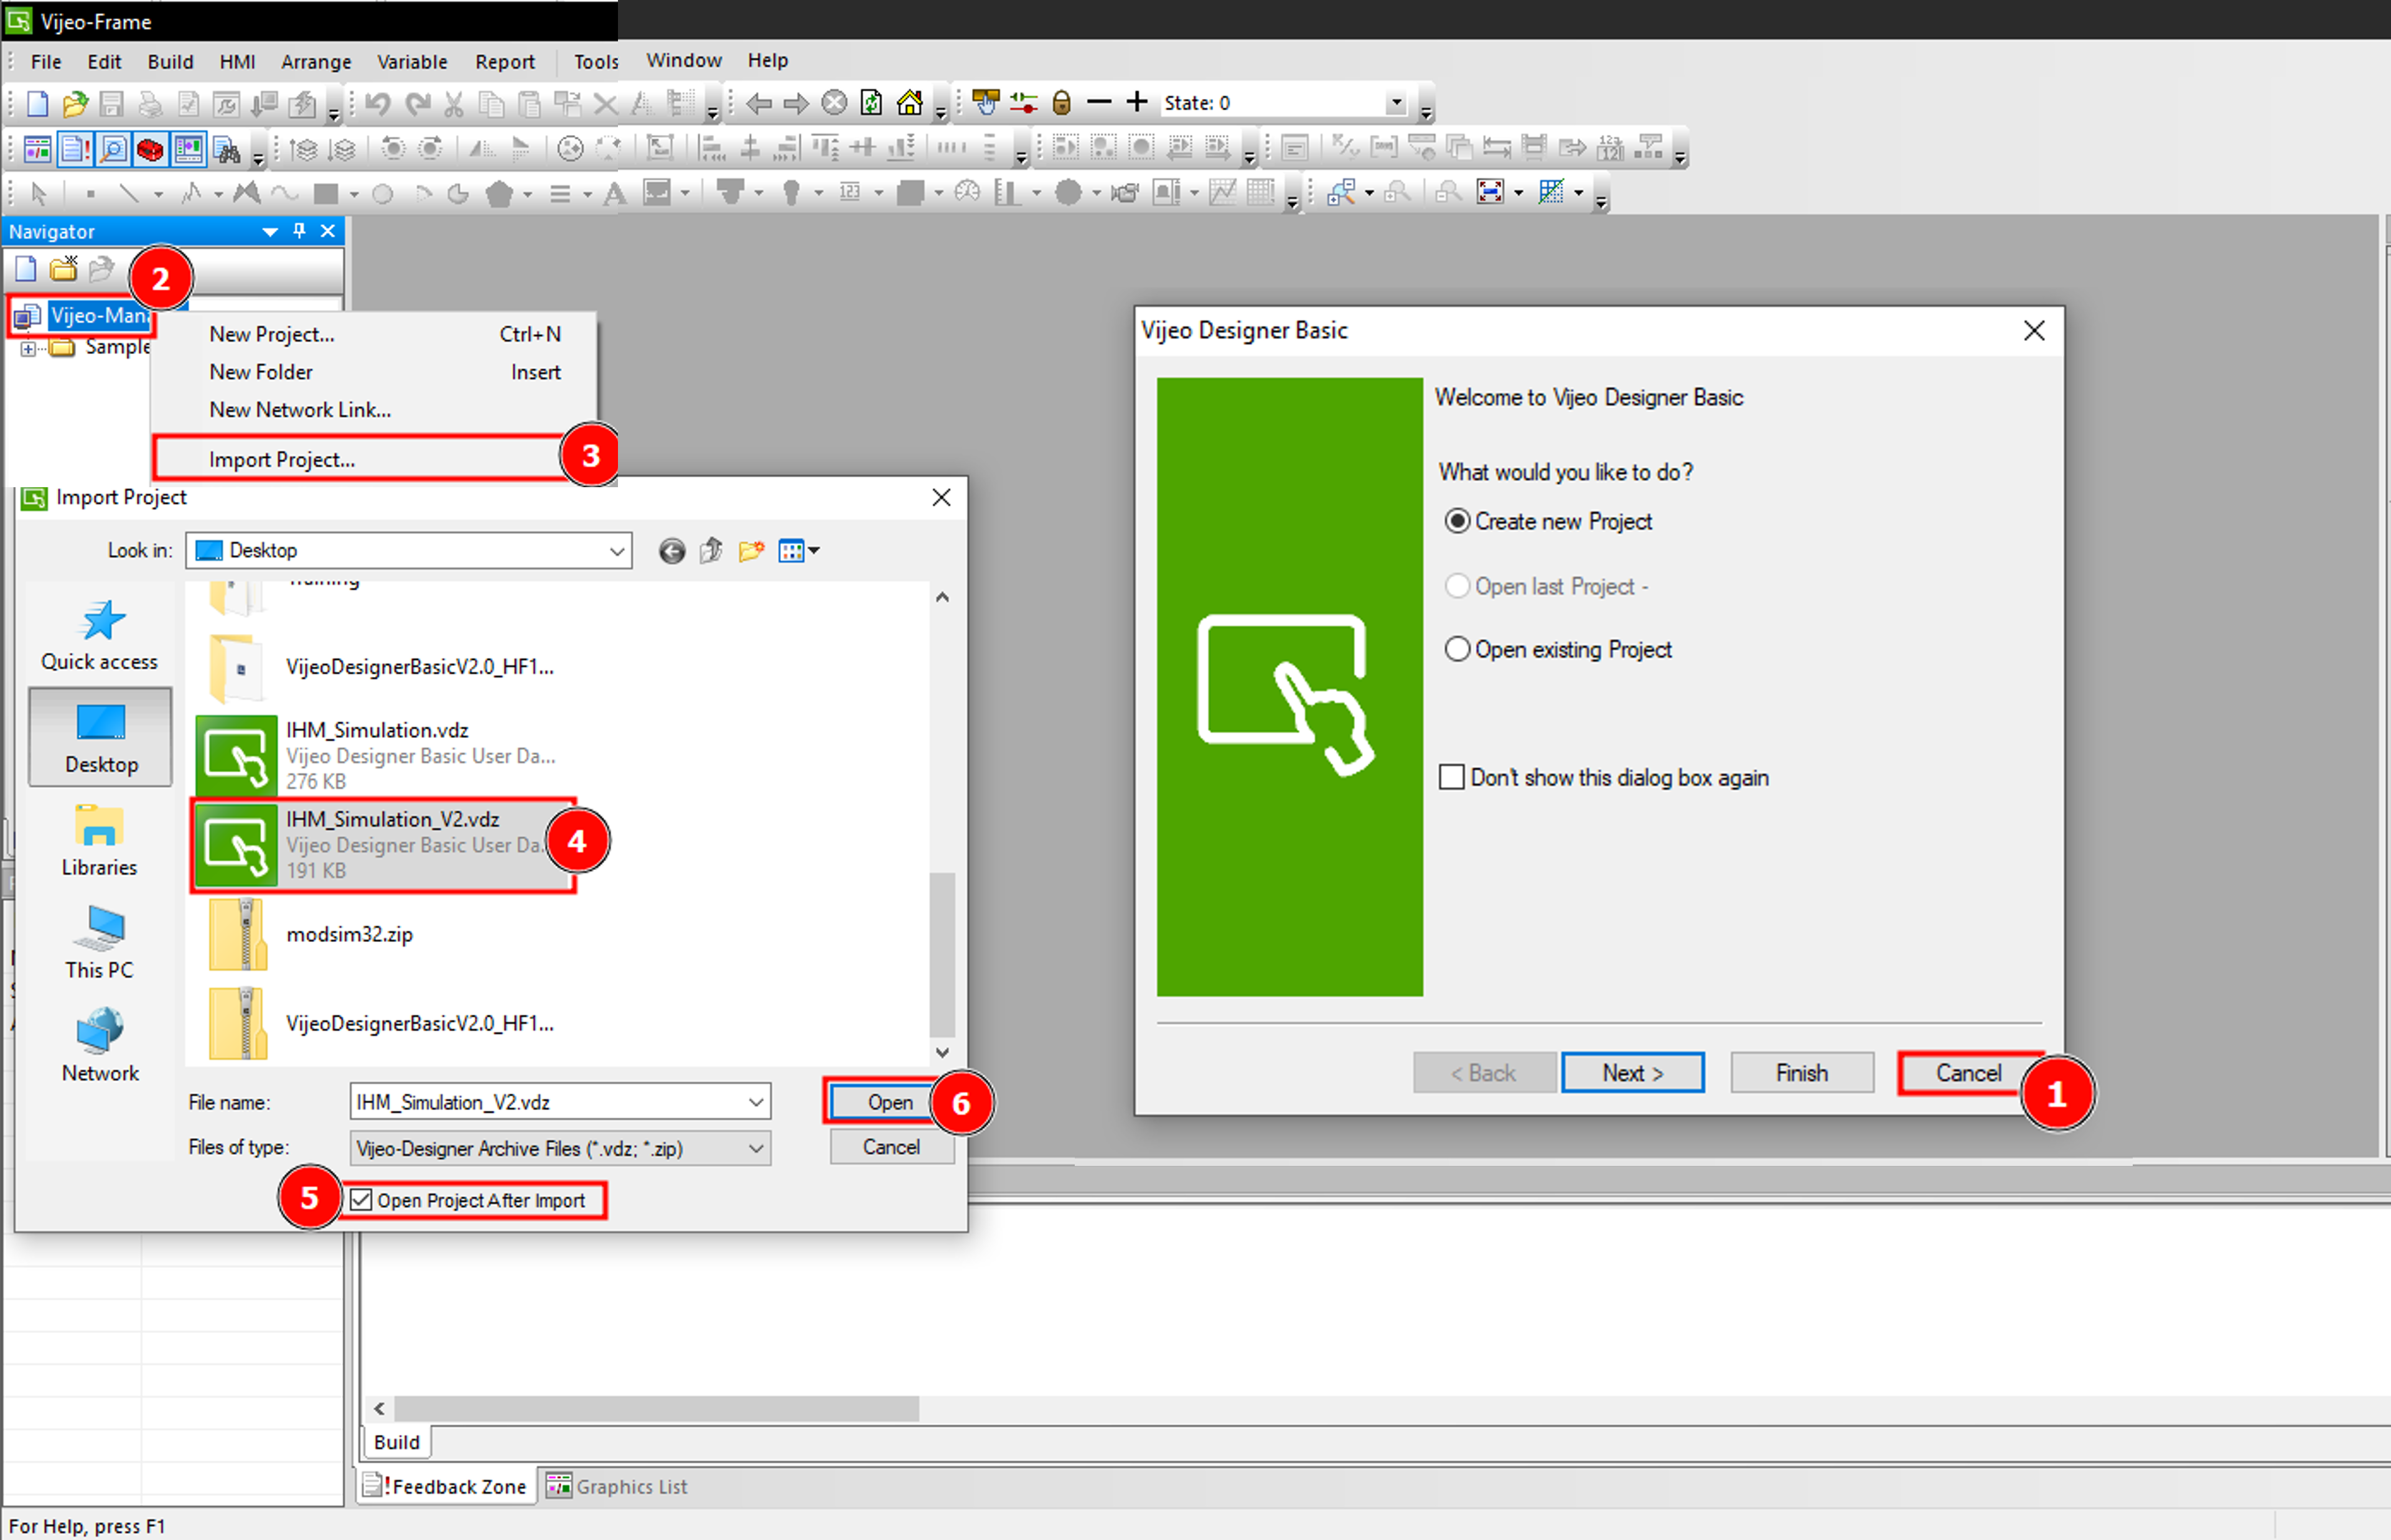 Vijeo-Frame
File Edit Build HMI Arrange Variable Report Tools Window Help
State: 0
Navigator
2
Vijeo-Mana
Sample
New Project... Ctrl+N
New Folder Insert
New Network Link...
Import Project...
3
Import Project
Look in: Desktop
Quick access
Desktop
Libraries
This PC
Network
Training
VijeoDesignerBasicV2.0_HF1...
IHM_Simulation.vdz
Vijeo Designer Basic User Da...
276 KB
IHM_Simulation_V2.vdz
Vijeo Designer Basic User Da...
191 KB
4
modsim32.zip
VijeoDesignerBasicV2.0_HF1...
File name: IHM_Simulation_V2.vdz
Open
6
Files of type: Vijeo-Designer Archive Files (*.vdz; *.zip)
Cancel
5
Open Project After Import
Vijeo Designer Basic
Welcome to Vijeo Designer Basic
What would you like to do?
Create new Project
Open last Project -
Open existing Project
Don't show this dialog box again
< Back Next > Finish Cancel
1
Build
Feedback Zone Graphics List
For Help, press F1